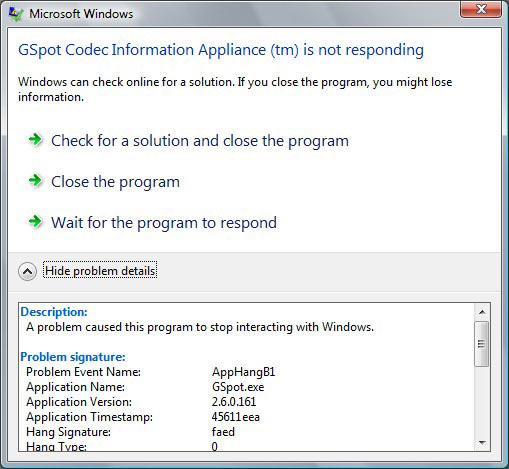 Microsoft Windows
GSpot Codec Information Appliance (tm) is not responding
Windows can check online for a solution. If you close the program, you might lose
information.
Check for a solution and close the program
Close the program
Wait for the program to respond
Hide problem details
Description:
A problem caused this program to stop interacting with Windows.
Problem signature:
Problem Event Name: AppHangB1
Application Name: GSpot.exe
Application Version: 2.6.0.161
Application Timestamp: 45611eea
Hang Signature: faed
Hang Type: 0